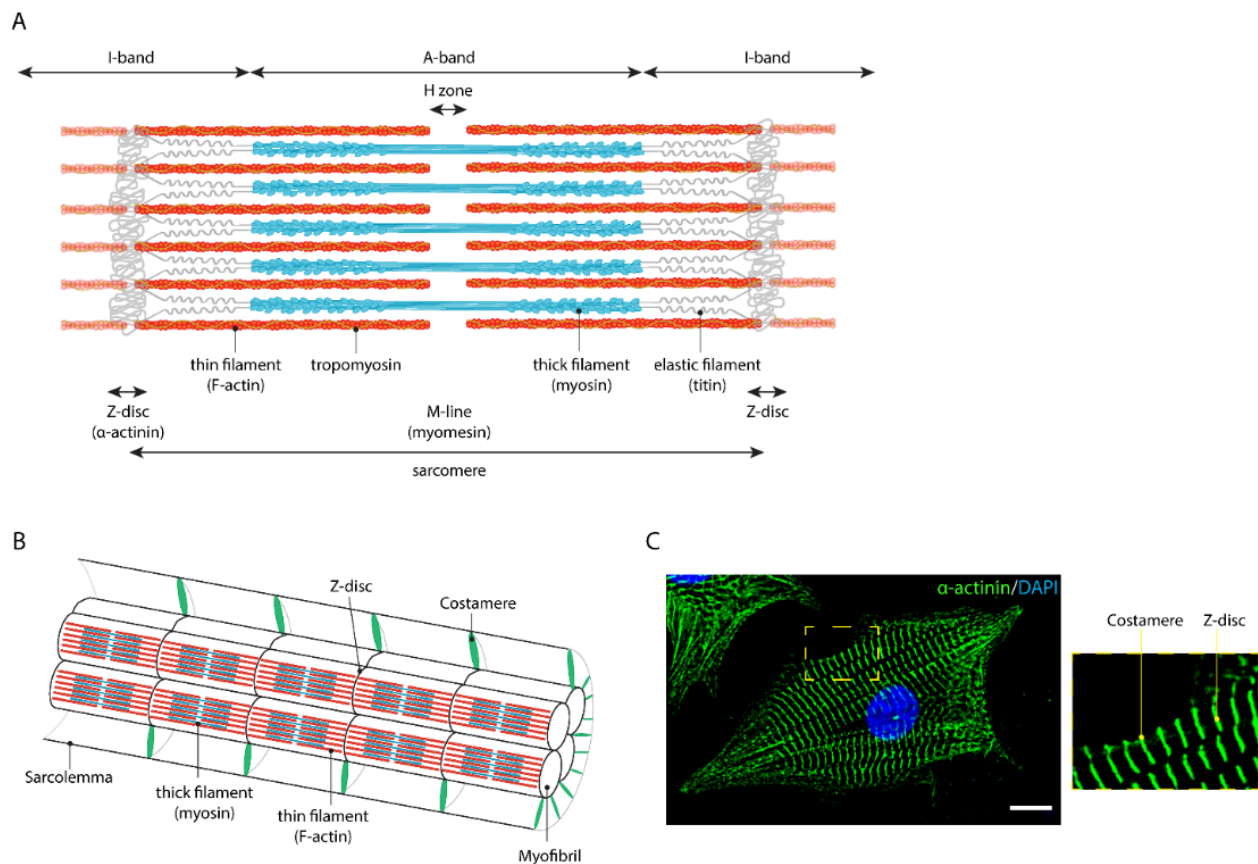 A
I-band
A-band
I-band
H zone
thin filament
(F-actin)
tropomyosin
thick filament
(myosin)
elastic filament
(titin)
Z-disc
(α-actinin)
M-line
(myomesin)
Z-disc
sarcomere
B
Z-disc
Costamere
Sarcolemma
thick filament
(myosin)
thin filament
(F-actin)
Myofibril
C
α-actinin/DAPI
Costamere
Z-disc